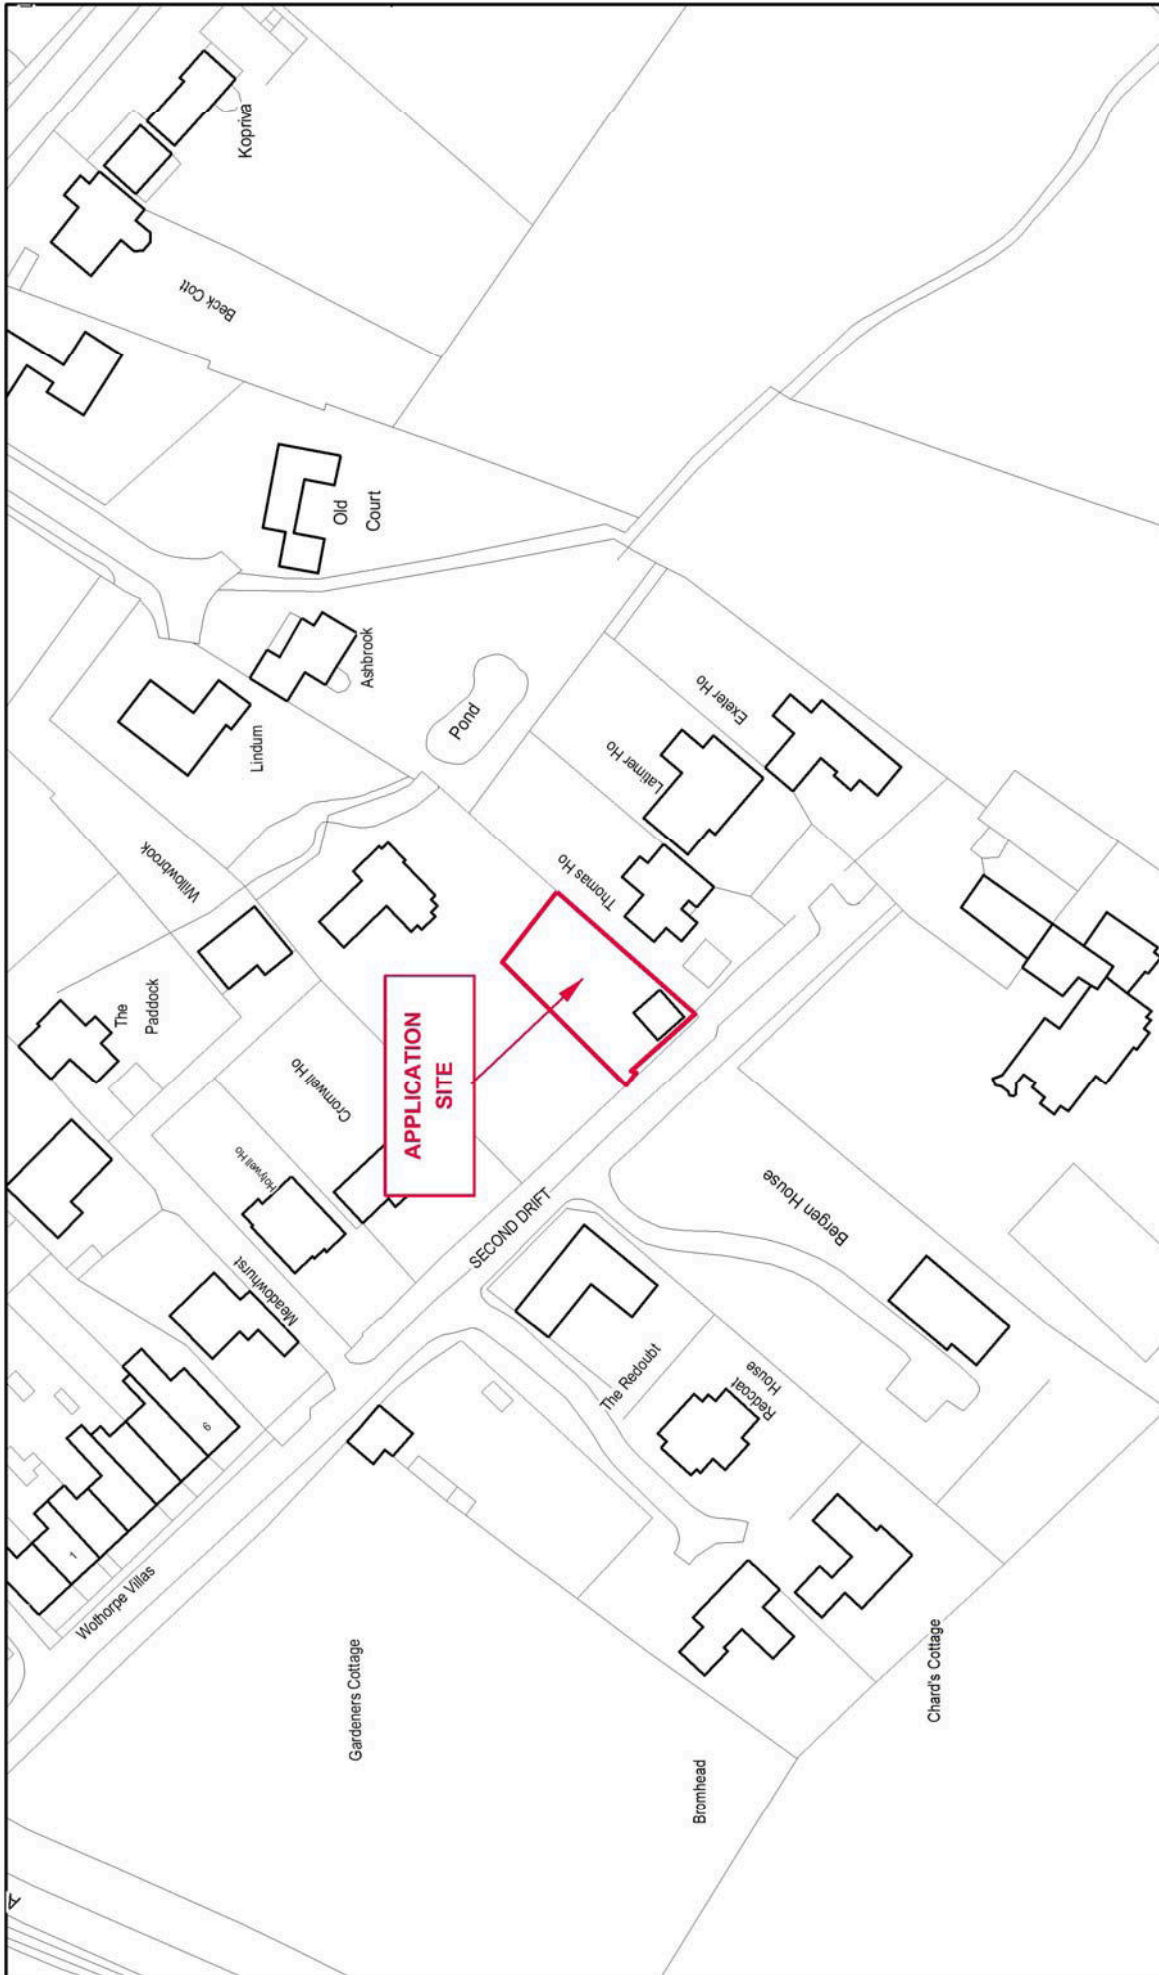 Kopriva
Beck Cott
Old
Court
Ashbrook
Lindum
Pond
Exeter Ho
Latimer Ho
Thomas Ho
Willowbrook
The
Paddock
Cromwell Ho
APPLICATION
SITE
Holywell Ho
Meadowhurst
SECOND DRIFT
Bergen House
The Redoubt
Redcoat
House
6
1
Wothorpe Villas
Gardeners Cottage
Chard's Cottage
Bromhead
A